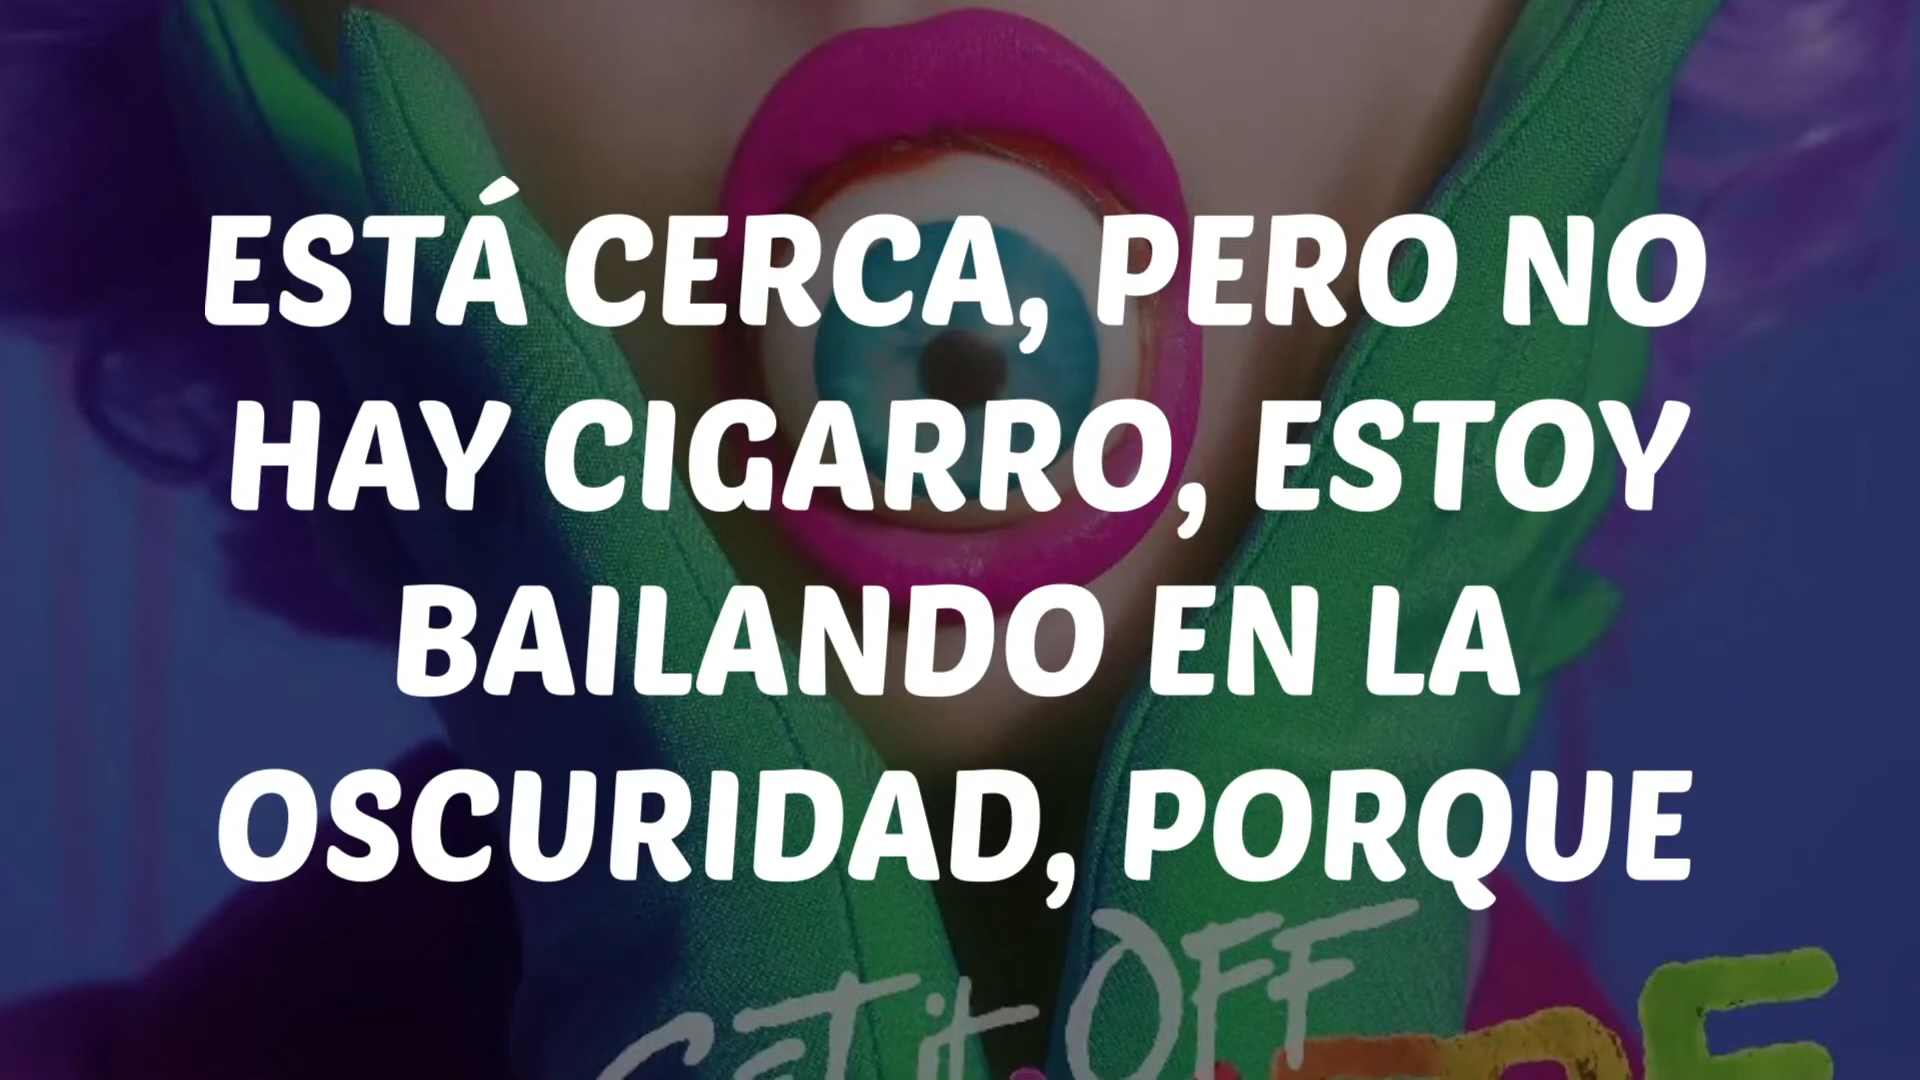 ESTÁ CERCA, PERO NO
HAY CIGARRO, ESTOY
BAILANDO EN LA
OSCURIDAD, PORQUE
GET it OFF